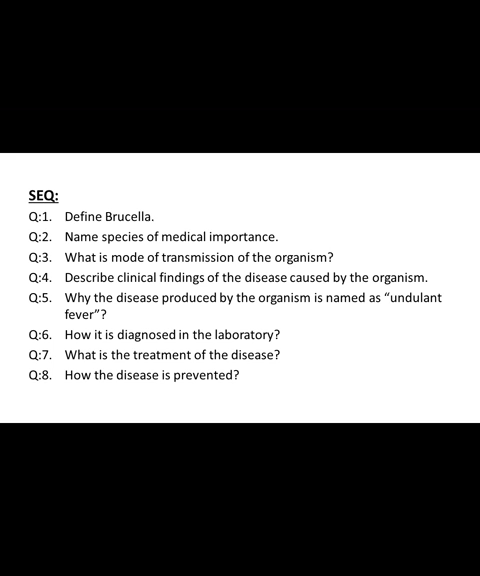 SEQ:
Q:1. Define Brucella.
Q:2. Name species of medical importance.
Q:3. What is mode of transmission of the organism?
Q:4. Describe clinical findings of the disease caused by the organism.
Q:5. Why the disease produced by the organism is named as “undulant
fever”?
Q:6. How it is diagnosed in the laboratory?
Q:7. What is the treatment of the disease?
Q:8. How the disease is prevented?